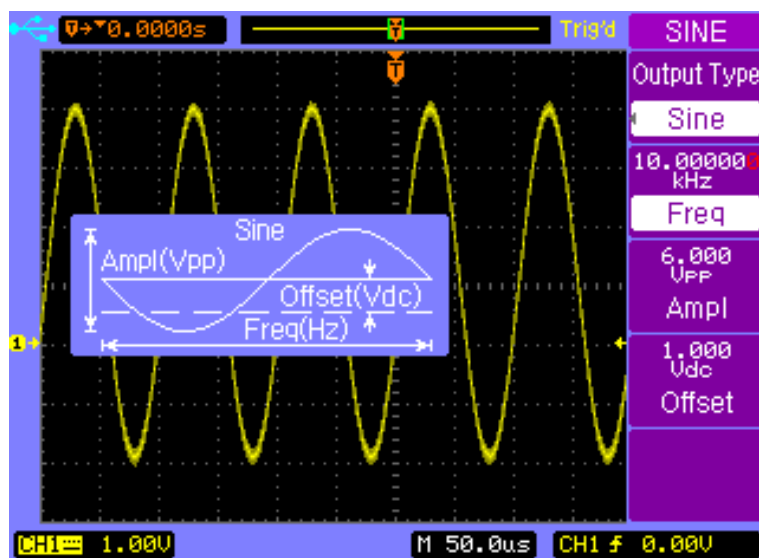 T→▼0.0000s
T
Trig'd
SINE
T
Output Type
Sine
10.000000
kHz
Freq
6.000
VPP
Ampl
1.000
Vdc
Offset
Sine
Ampl(Vpp)
Offset(Vdc)
Freq(Hz)
1
CH1 1.00V
M 50.0us
CH1 0.00V